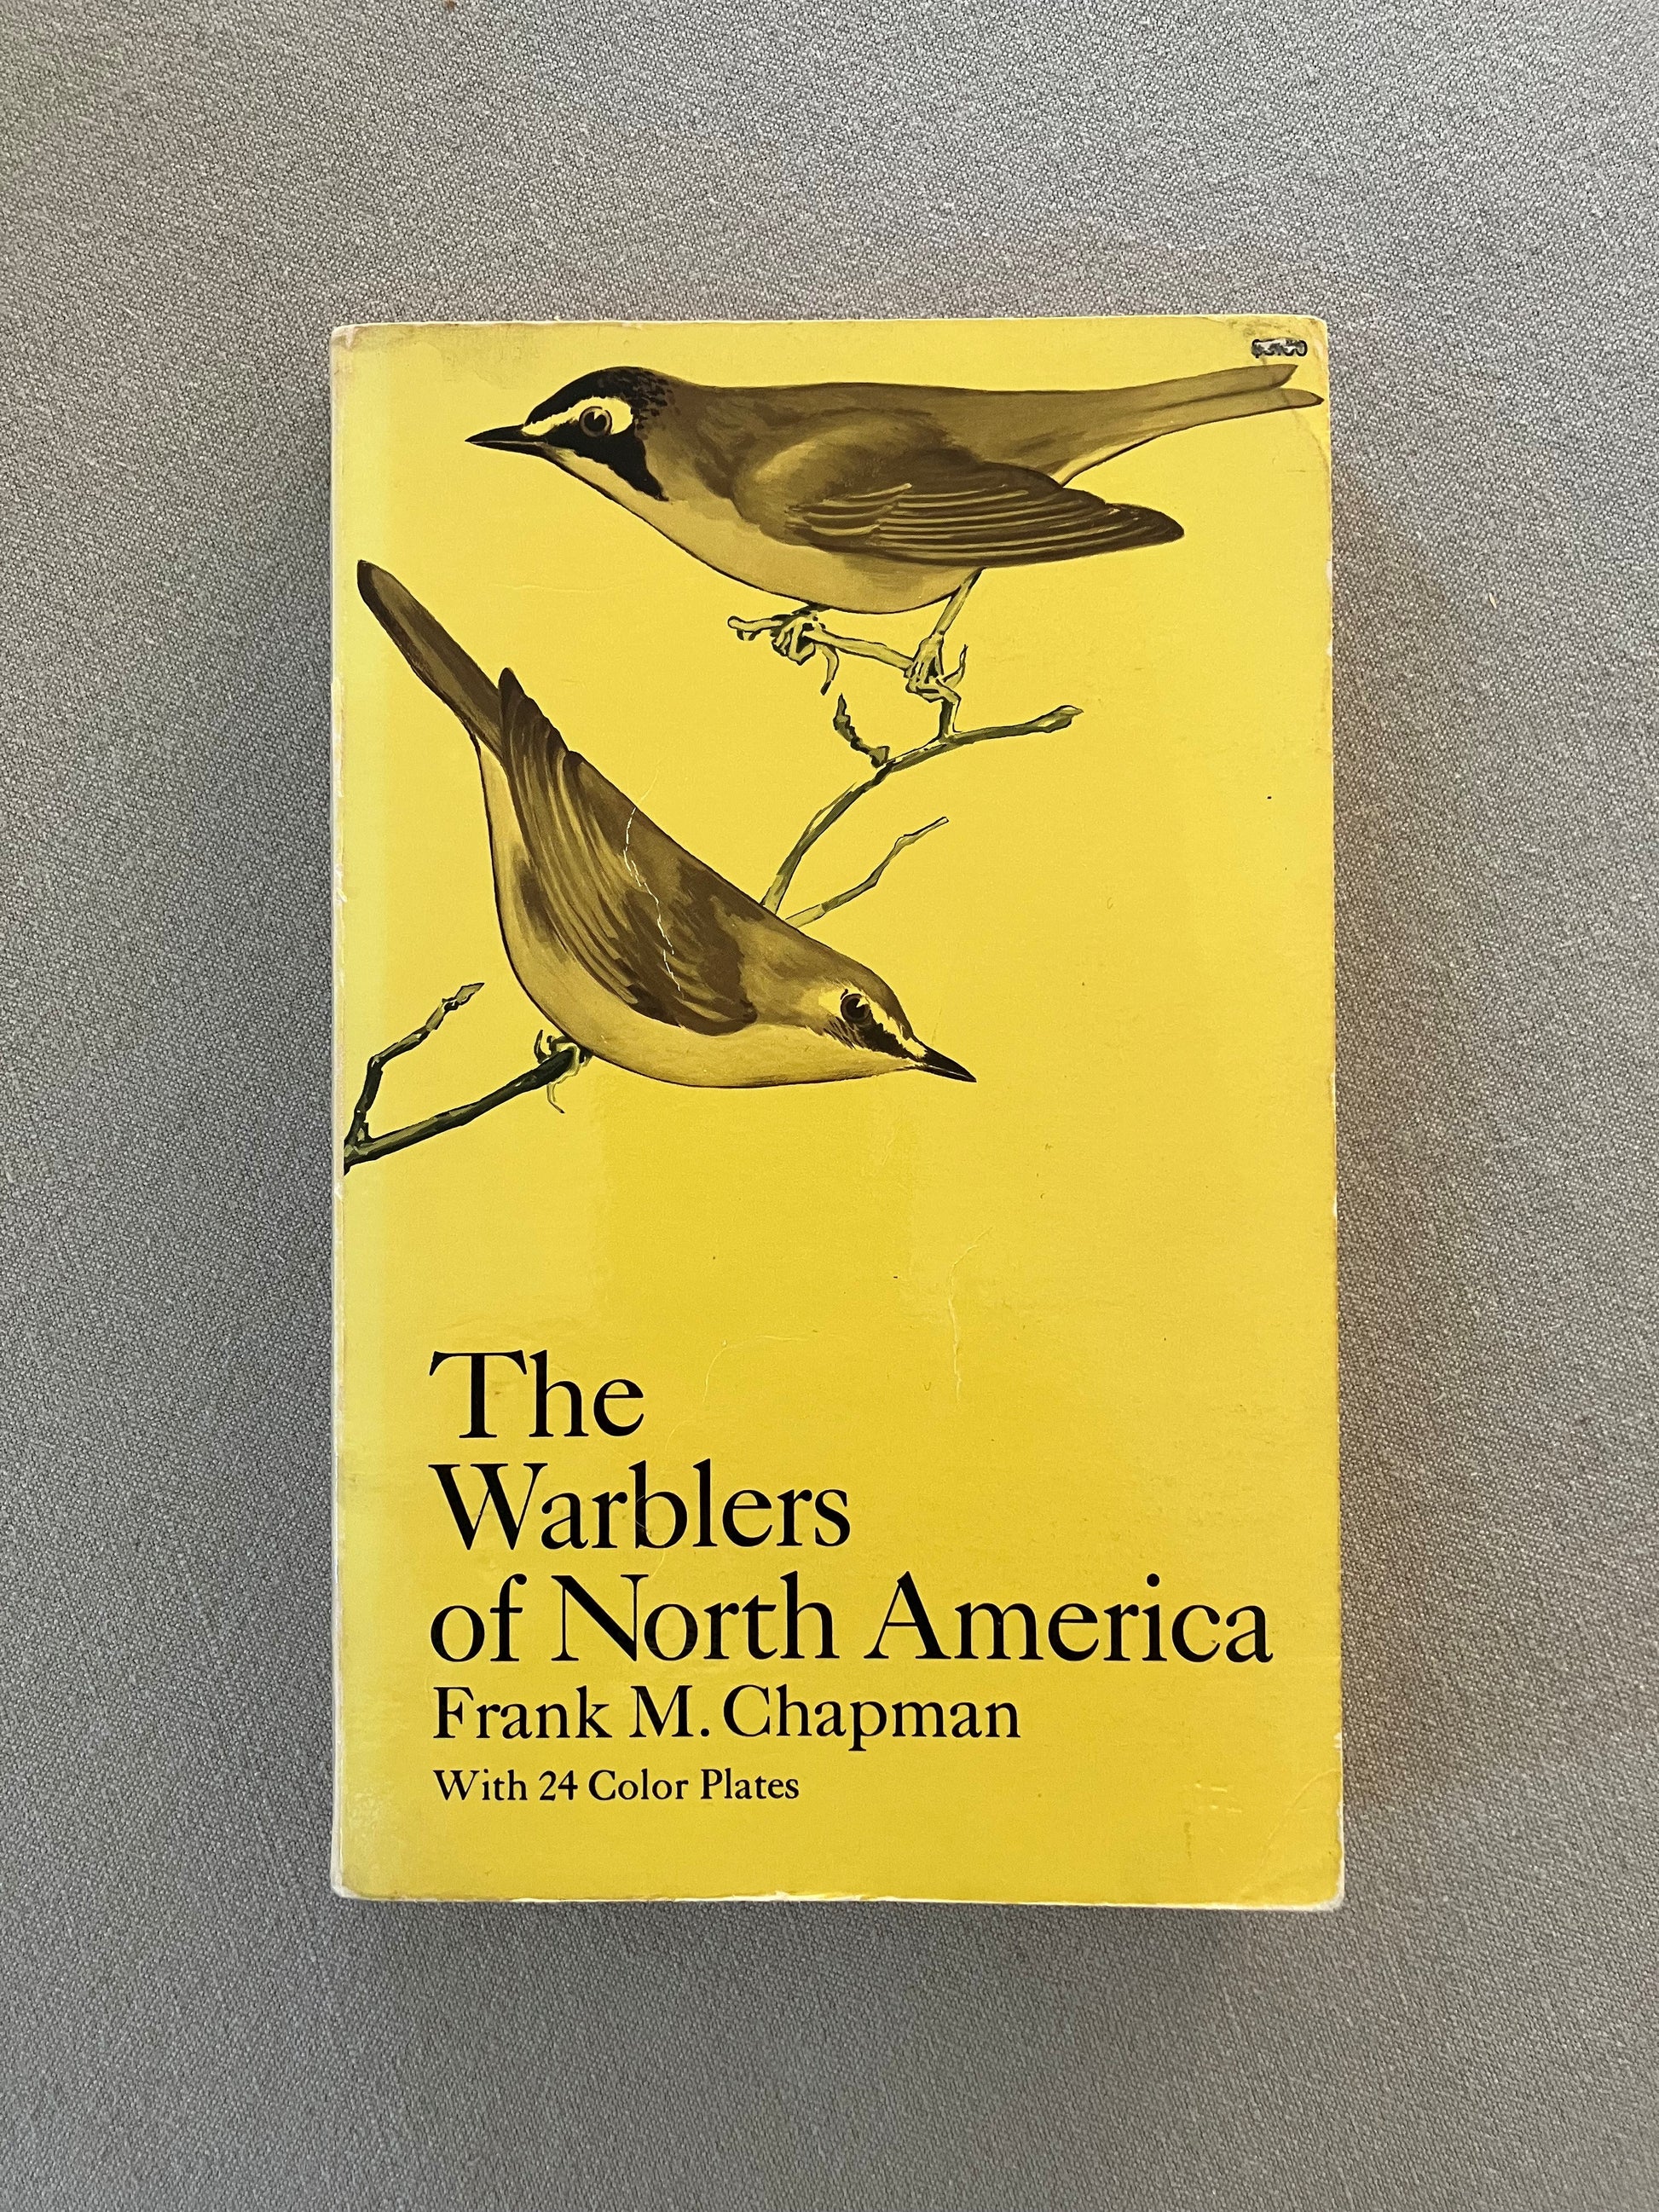 The
Warblers
of North America
Frank M. Chapman
With 24 Color Plates